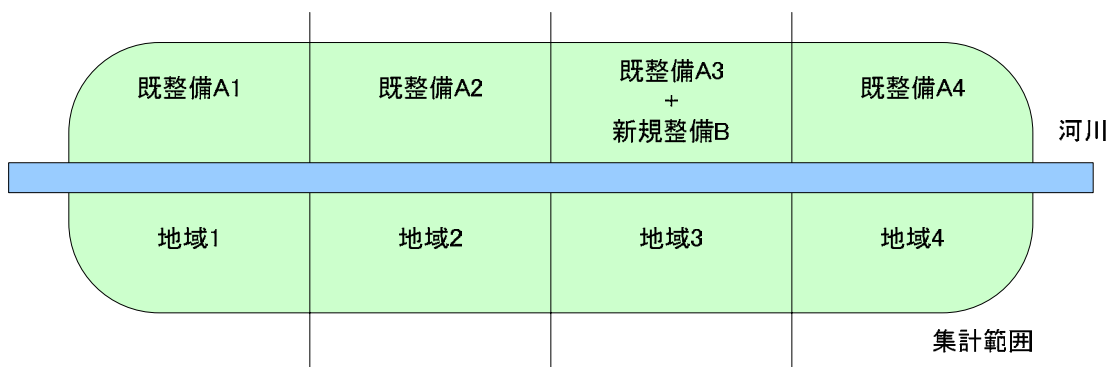 既整備A1
既整備A2
既整備A3
+
新規整備B
既整備A4
河川
地域1
地域2
地域3
地域4
集計範囲